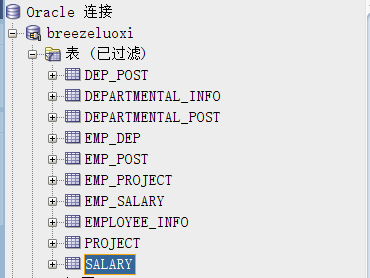 Oracle 连接
breezeluoxi
表 (已过滤)
DEP_POST
DEPARTMENTAL_INFO
DEPARTMENTAL_POST
EMP_DEP
EMP_POST
EMP_PROJECT
EMP_SALARY
EMPLOYEE_INFO
PROJECT
SALARY